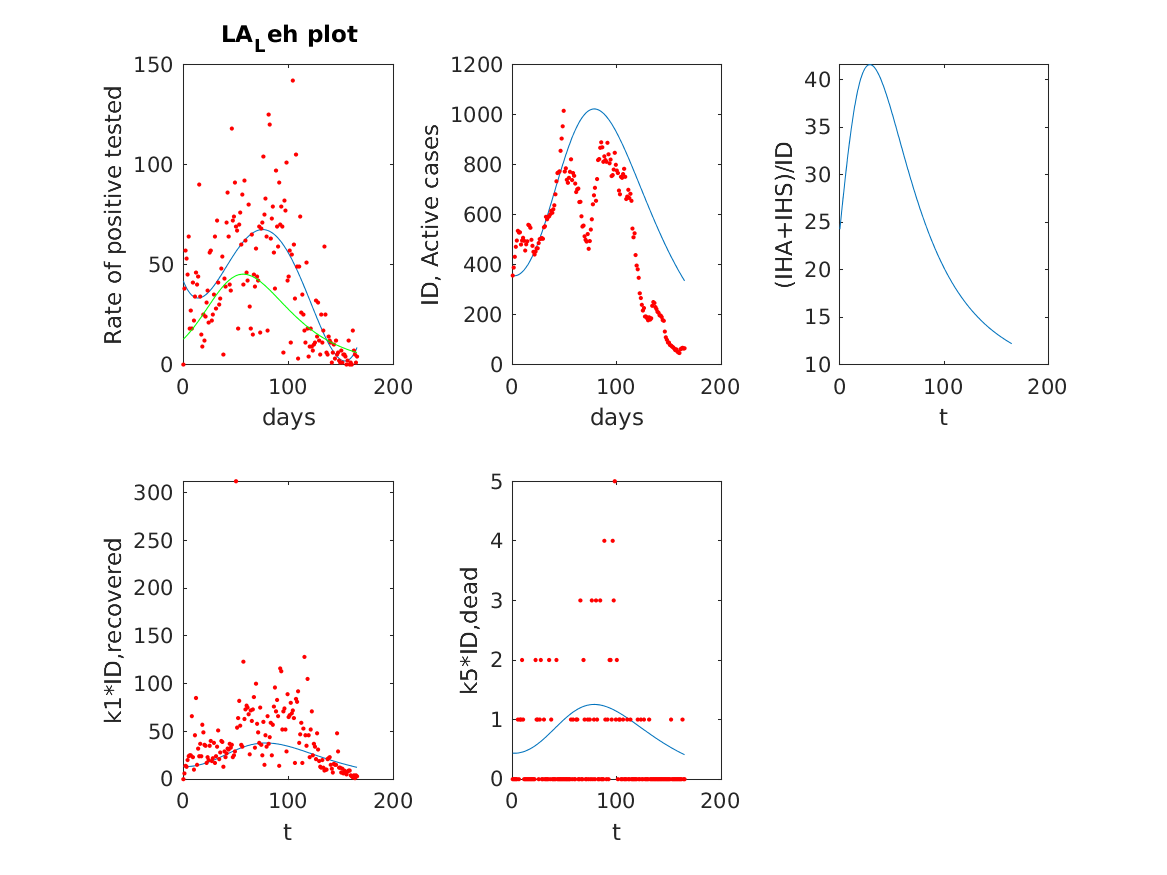 LA_Leh plot
150
100
50
0
Rate of positive tested
0 100 200
days
1200
1000
800
600
400
200
0
ID, Active cases
0 100 200
days
40
35
30
25
20
15
10
(IHA+IHS)/ID
0 100 200
t
300
250
200
150
100
50
0
k1*ID,recovered
0 100 200
t
5
4
3
2
1
0
k5*ID,dead
0 100 200
t